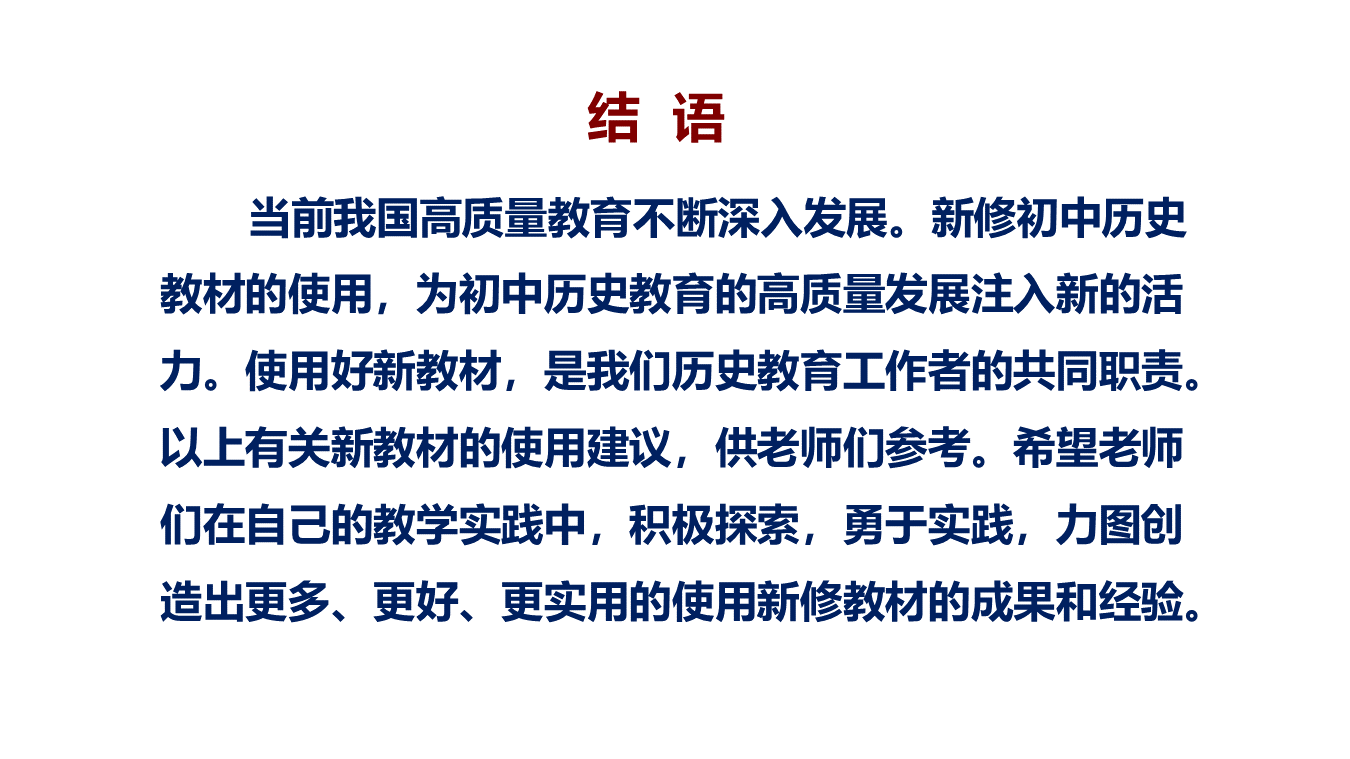 结 语
当前我国高质量教育不断深入发展。新修初中历史
教材的使用，为初中历史教育的高质量发展注入新的活
力。使用好新教材，是我们历史教育工作者的共同职责。
以上有关新教材的使用建议，供老师们参考。希望老师
们在自己的教学实践中，积极探索，勇于实践，力图创
造出更多、更好、更实用的使用新修教材的成果和经验。